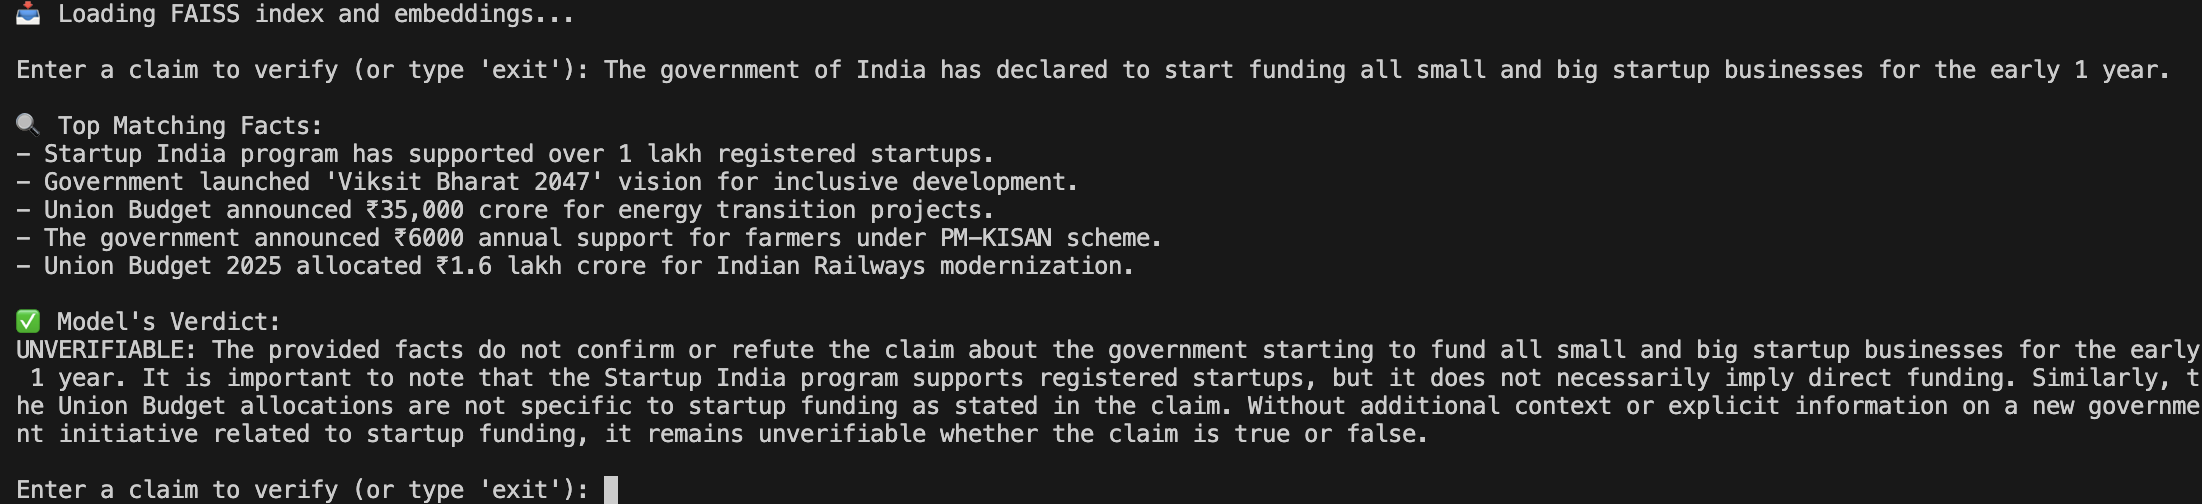 📥 Loading FAISS index and embeddings...
Enter a claim to verify (or type 'exit'): The government of India has declared to start funding all small and big startup businesses for the early 1 year.
🔍 Top Matching Facts:
- Startup India program has supported over 1 lakh registered startups.
- Government launched 'Viksit Bharat 2047' vision for inclusive development.
- Union Budget announced ₹35,000 crore for energy transition projects.
- The government announced ₹6000 annual support for farmers under PM-KISAN scheme.
- Union Budget 2025 allocated ₹1.6 lakh crore for Indian Railways modernization.
✅ Model's Verdict:
UNVERIFIABLE: The provided facts do not confirm or refute the claim about the government starting to fund all small and big startup businesses for the early
 1 year. It is important to note that the Startup India program supports registered startups, but it does not necessarily imply direct funding. Similarly, t
he Union Budget allocations are not specific to startup funding as stated in the claim. Without additional context or explicit information on a new governme
nt initiative related to startup funding, it remains unverifiable whether the claim is true or false.
Enter a claim to verify (or type 'exit'):